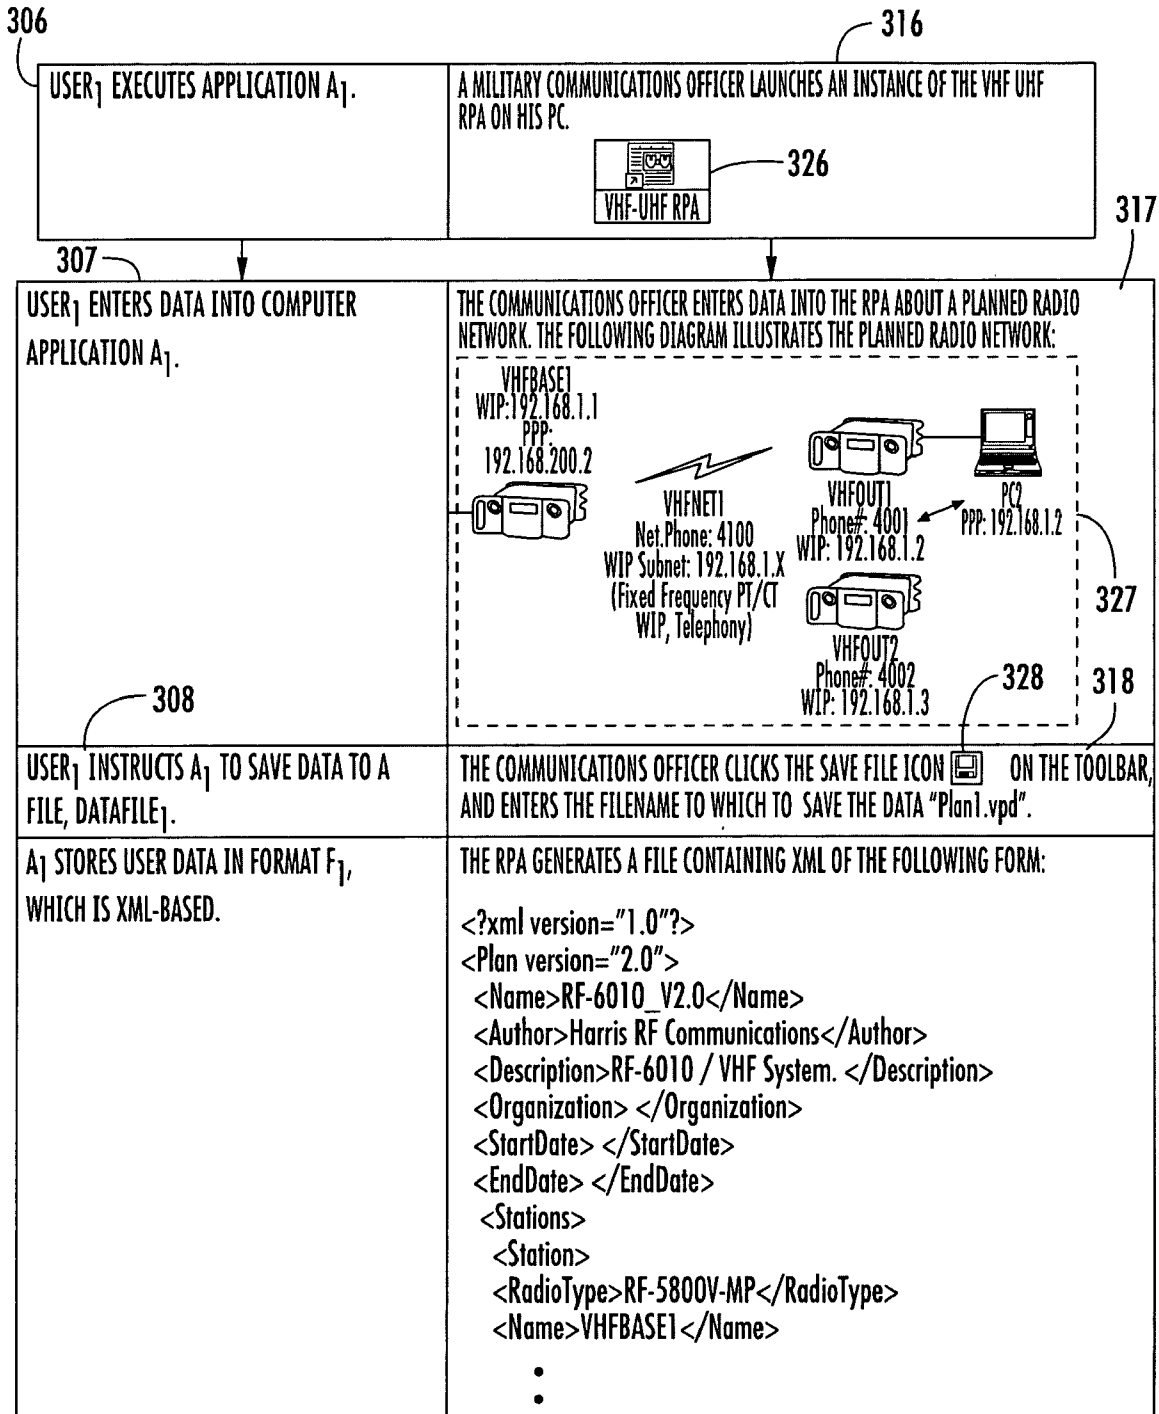 306
316
USER1 EXECUTES APPLICATION A1.
A MILITARY COMMUNICATIONS OFFICER LAUNCHES AN INSTANCE OF THE VHF UHF
RPA ON HIS PC.
326
VHF-UHF RPA
317
307
USER1 ENTERS DATA INTO COMPUTER
APPLICATION A1.
THE COMMUNICATIONS OFFICER ENTERS DATA INTO THE RPA ABOUT A PLANNED RADIO
NETWORK. THE FOLLOWING DIAGRAM ILLUSTRATES THE PLANNED RADIO NETWORK:
VHFBASE1
WIP:192.168.1.1
PPP:
192.168.200.2
VHFNET1
Net.Phone: 4100
WIP Subnet: 192.168.1.X
(Fixed Frequency PT/CT
WIP, Telephony)
VHFOUT1
Phone#: 4001
WIP: 192.168.1.2
PC2
PPP: 192.168.1.2
327
VHFOUT2
Phone#: 4002
WIP: 192.168.1.3
328
318
308
USER1 INSTRUCTS A1 TO SAVE DATA TO A
FILE, DATAFILE1.
THE COMMUNICATIONS OFFICER CLICKS THE SAVE FILE ICON ON THE TOOLBAR,
AND ENTERS THE FILENAME TO WHICH TO SAVE THE DATA "Plan1.vpd".
A1 STORES USER DATA IN FORMAT F1,
WHICH IS XML-BASED.
THE RPA GENERATES A FILE CONTAINING XML OF THE FOLLOWING FORM:
<?xml version="1.0"?>
<Plan version="2.0">
<Name>RF-6010_V2.0</Name>
<Author>Harris RF Communications</Author>
<Description>RF-6010 / VHF System. </Description>
<Organization> </Organization>
<StartDate> </StartDate>
<EndDate> </EndDate>
<Stations>
<Station>
<RadioType>RF-5800V-MP</RadioType>
<Name>VHFBASE1</Name>